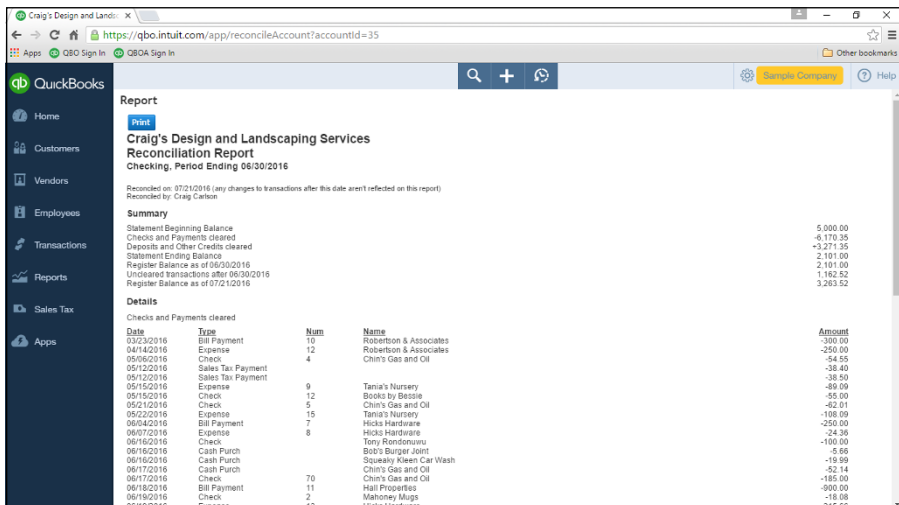 Craig's Design and Landsc
https://qbo.intuit.com/app/reconcileAccount?accountId=35
Apps QBO Sign In QBOA Sign In Other bookmarks
qb QuickBooks
Sample Company ? Help
Home
Customers
Vendors
Employees
Transactions
Reports
Sales Tax
Apps
Report
Print
Craig's Design and Landscaping Services
Reconciliation Report
Checking, Period Ending 06/30/2016
Reconciled on: 07/21/2016 (any changes to transactions after this date aren't reflected on this report)
Reconciled by: Craig Carlson
Summary
Statement Beginning Balance 5,000.00
Checks and Payments cleared -6,170.35
Deposits and Other Credits cleared +3,271.35
Statement Ending Balance 2,101.00
Register Balance as of 06/30/2016 2,101.00
Uncleared transactions after 06/30/2016 1,162.52
Register Balance as of 07/21/2016 3,263.52
Details
Checks and Payments cleared
Date Type Num Name Amount
03/23/2016 Bill Payment 10 Robertson & Associates -300.00
04/14/2016 Expense 12 Robertson & Associates -250.00
05/06/2016 Check 4 Chin's Gas and Oil -54.55
05/12/2016 Sales Tax Payment -38.40
05/12/2016 Sales Tax Payment -38.50
05/15/2016 Expense 9 Tania's Nursery -89.09
05/15/2016 Check 12 Books by Bessie -55.00
05/21/2016 Check 5 Chin's Gas and Oil -62.01
05/22/2016 Expense 15 Tania's Nursery -108.09
06/04/2016 Bill Payment 7 Hicks Hardware -250.00
06/07/2016 Expense 8 Hicks Hardware -24.36
06/16/2016 Check Tony Rondonuwu -100.00
06/16/2016 Cash Purch Bob's Burger Joint -5.66
06/16/2016 Cash Purch Squeaky Kleen Car Wash -19.99
06/17/2016 Cash Purch Chin's Gas and Oil -52.14
06/17/2016 Check 70 Chin's Gas and Oil -185.00
06/18/2016 Bill Payment 11 Hall Properties -900.00
06/19/2016 Check 2 Mahoney Mugs -18.08